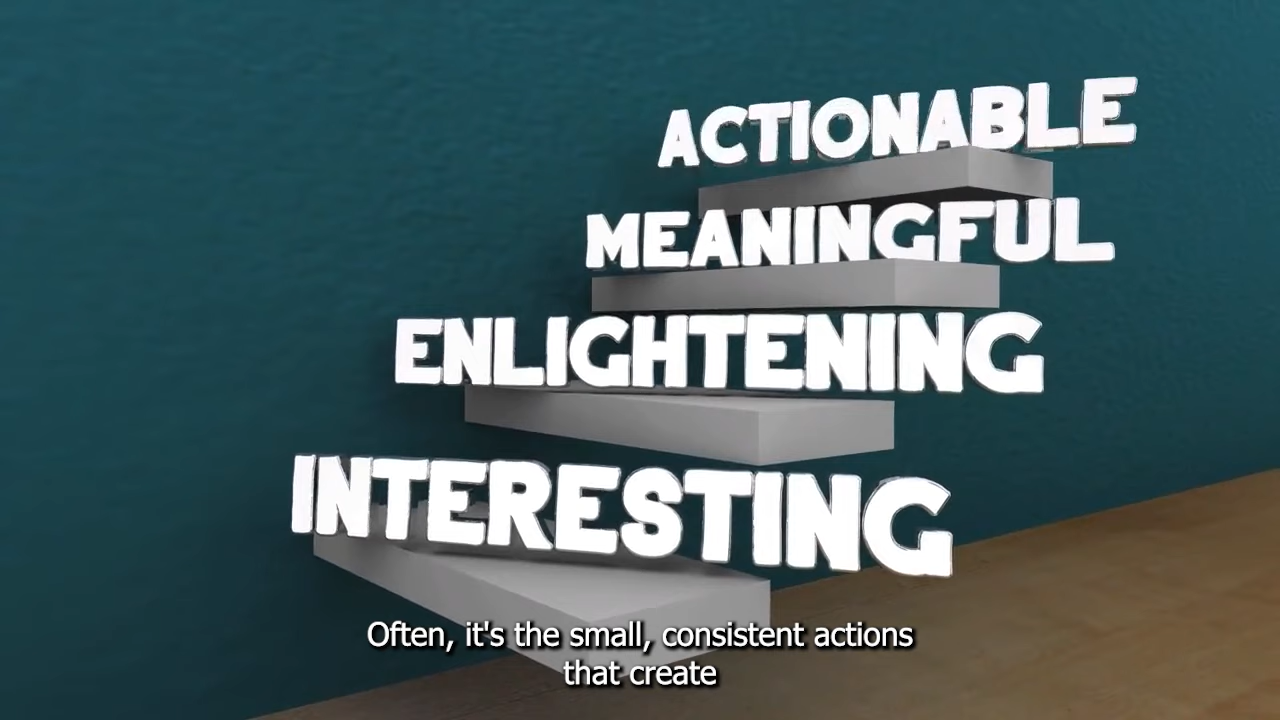 ACTIONABLE
MEANINGFUL
ENLIGHTENING
INTERESTING
Often, it's the small, consistent actions
that create